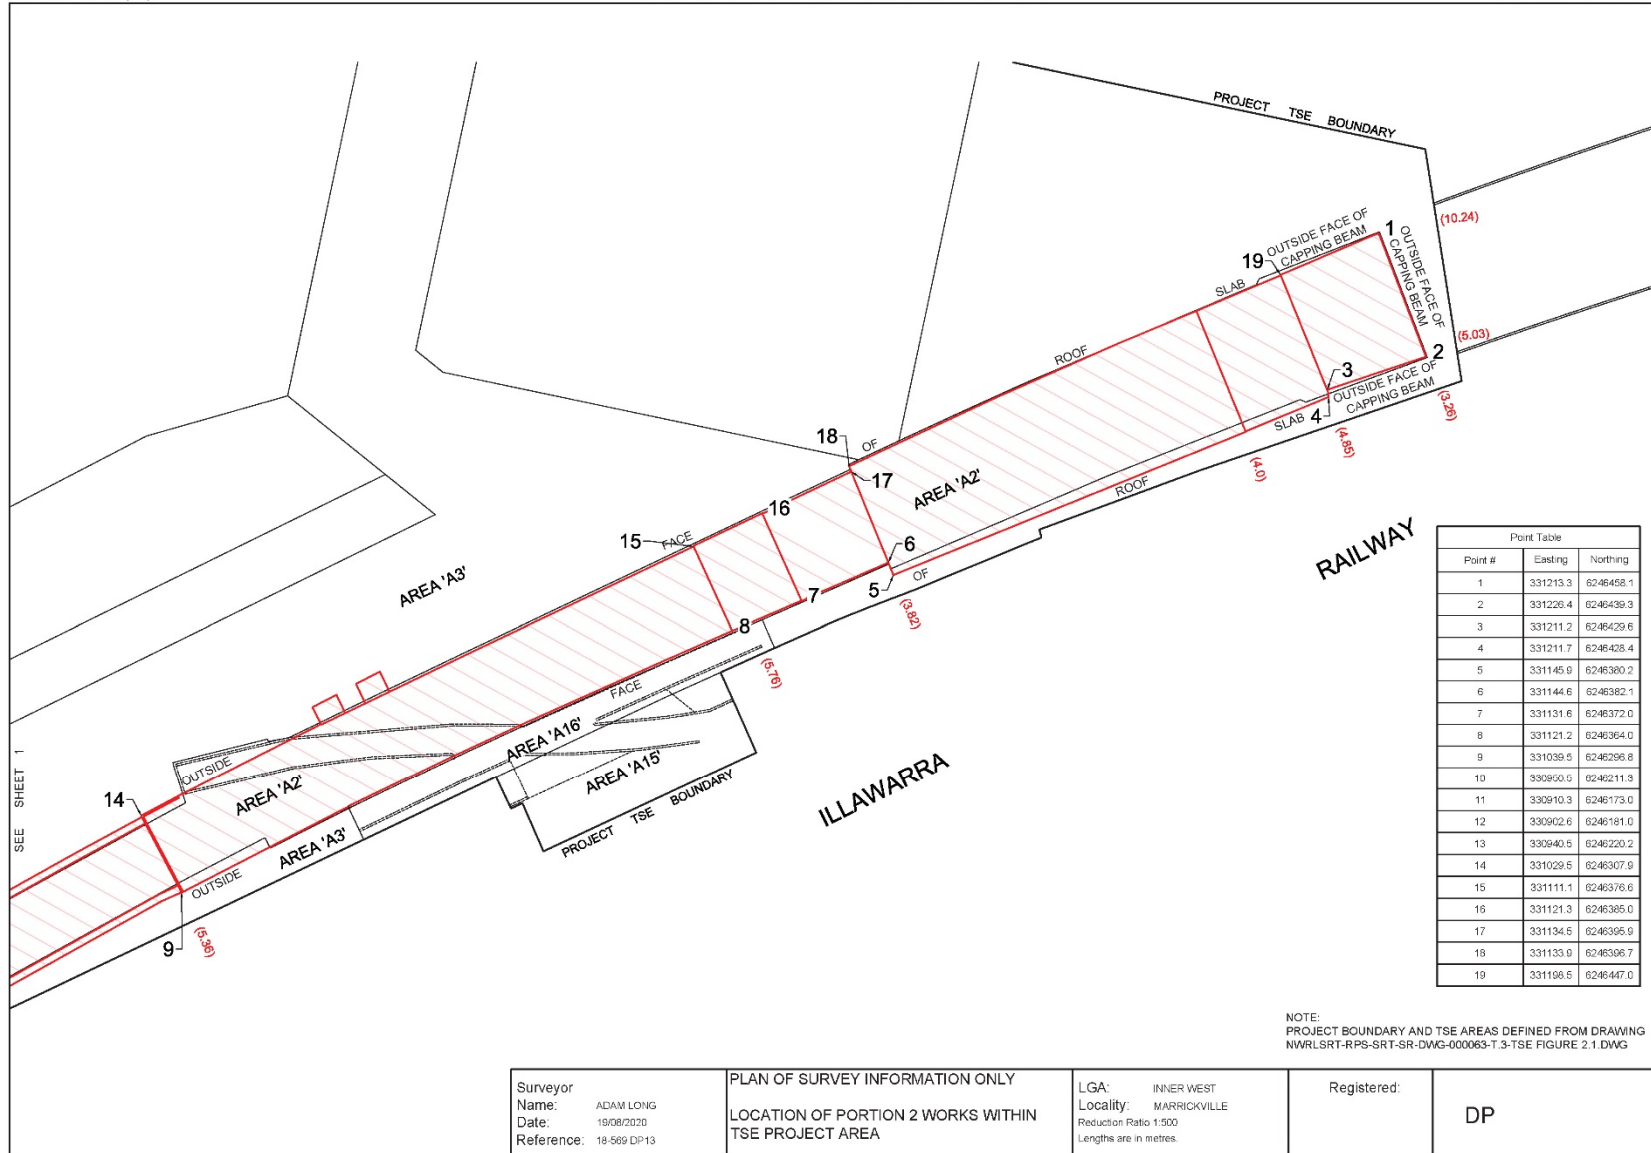 PROJECT TSE BOUNDARY
(10.24)
1
OUTSIDE FACE OF
CAPPING BEAM
OUTSIDE FACE OF
CAPPING BEAM
19
SLAB
(5.03)
2
ROOF
3
OUTSIDE FACE OF
CAPPING BEAM
4
(3.26)
SLAB
(4.85)
18
OF
17
(4.0)
AREA 'A2'
ROOF
16
15
FACE
6
RAILWAY
5
OF
AREA 'A3'
7
(3.82)
8
(5.76)
FACE
AREA 'A16'
AREA 'A15'
OUTSIDE
AREA 'A2'
ILLAWARRA
14
PROJECT TSE BOUNDARY
SEE SHEET 1
AREA 'A3'
OUTSIDE
9
(5.36)
Point Table
Point # Easting Northing
1 331213.3 6246458.1
2 331226.4 6246439.3
3 331211.2 6246429.6
4 331211.7 6246428.4
5 331145.9 6246380.2
6 331144.6 6246382.1
7 331131.6 6246372.0
8 331121.2 6246364.0
9 331039.5 6246296.8
10 330950.5 6246211.3
11 330910.3 6246173.0
12 330902.6 6246181.0
13 330940.5 6246220.2
14 331029.5 6246307.9
15 331111.1 6246376.6
16 331121.3 6246385.0
17 331134.5 6246395.9
18 331133.9 6246396.7
19 331198.5 6246447.0
NOTE:
PROJECT BOUNDARY AND TSE AREAS DEFINED FROM DRAWING
NWRLSRT-RPS-SRT-SR-DWG-000063-T.3-TSE FIGURE 2.1.DWG
Surveyor
Name: ADAM LONG
Date: 19/08/2020
Reference: 18-569 DP13
PLAN OF SURVEY INFORMATION ONLY
LOCATION OF PORTION 2 WORKS WITHIN
TSE PROJECT AREA
LGA: INNER WEST
Locality: MARRICKVILLE
Reduction Ratio 1:500
Lengths are in metres.
Registered:
DP